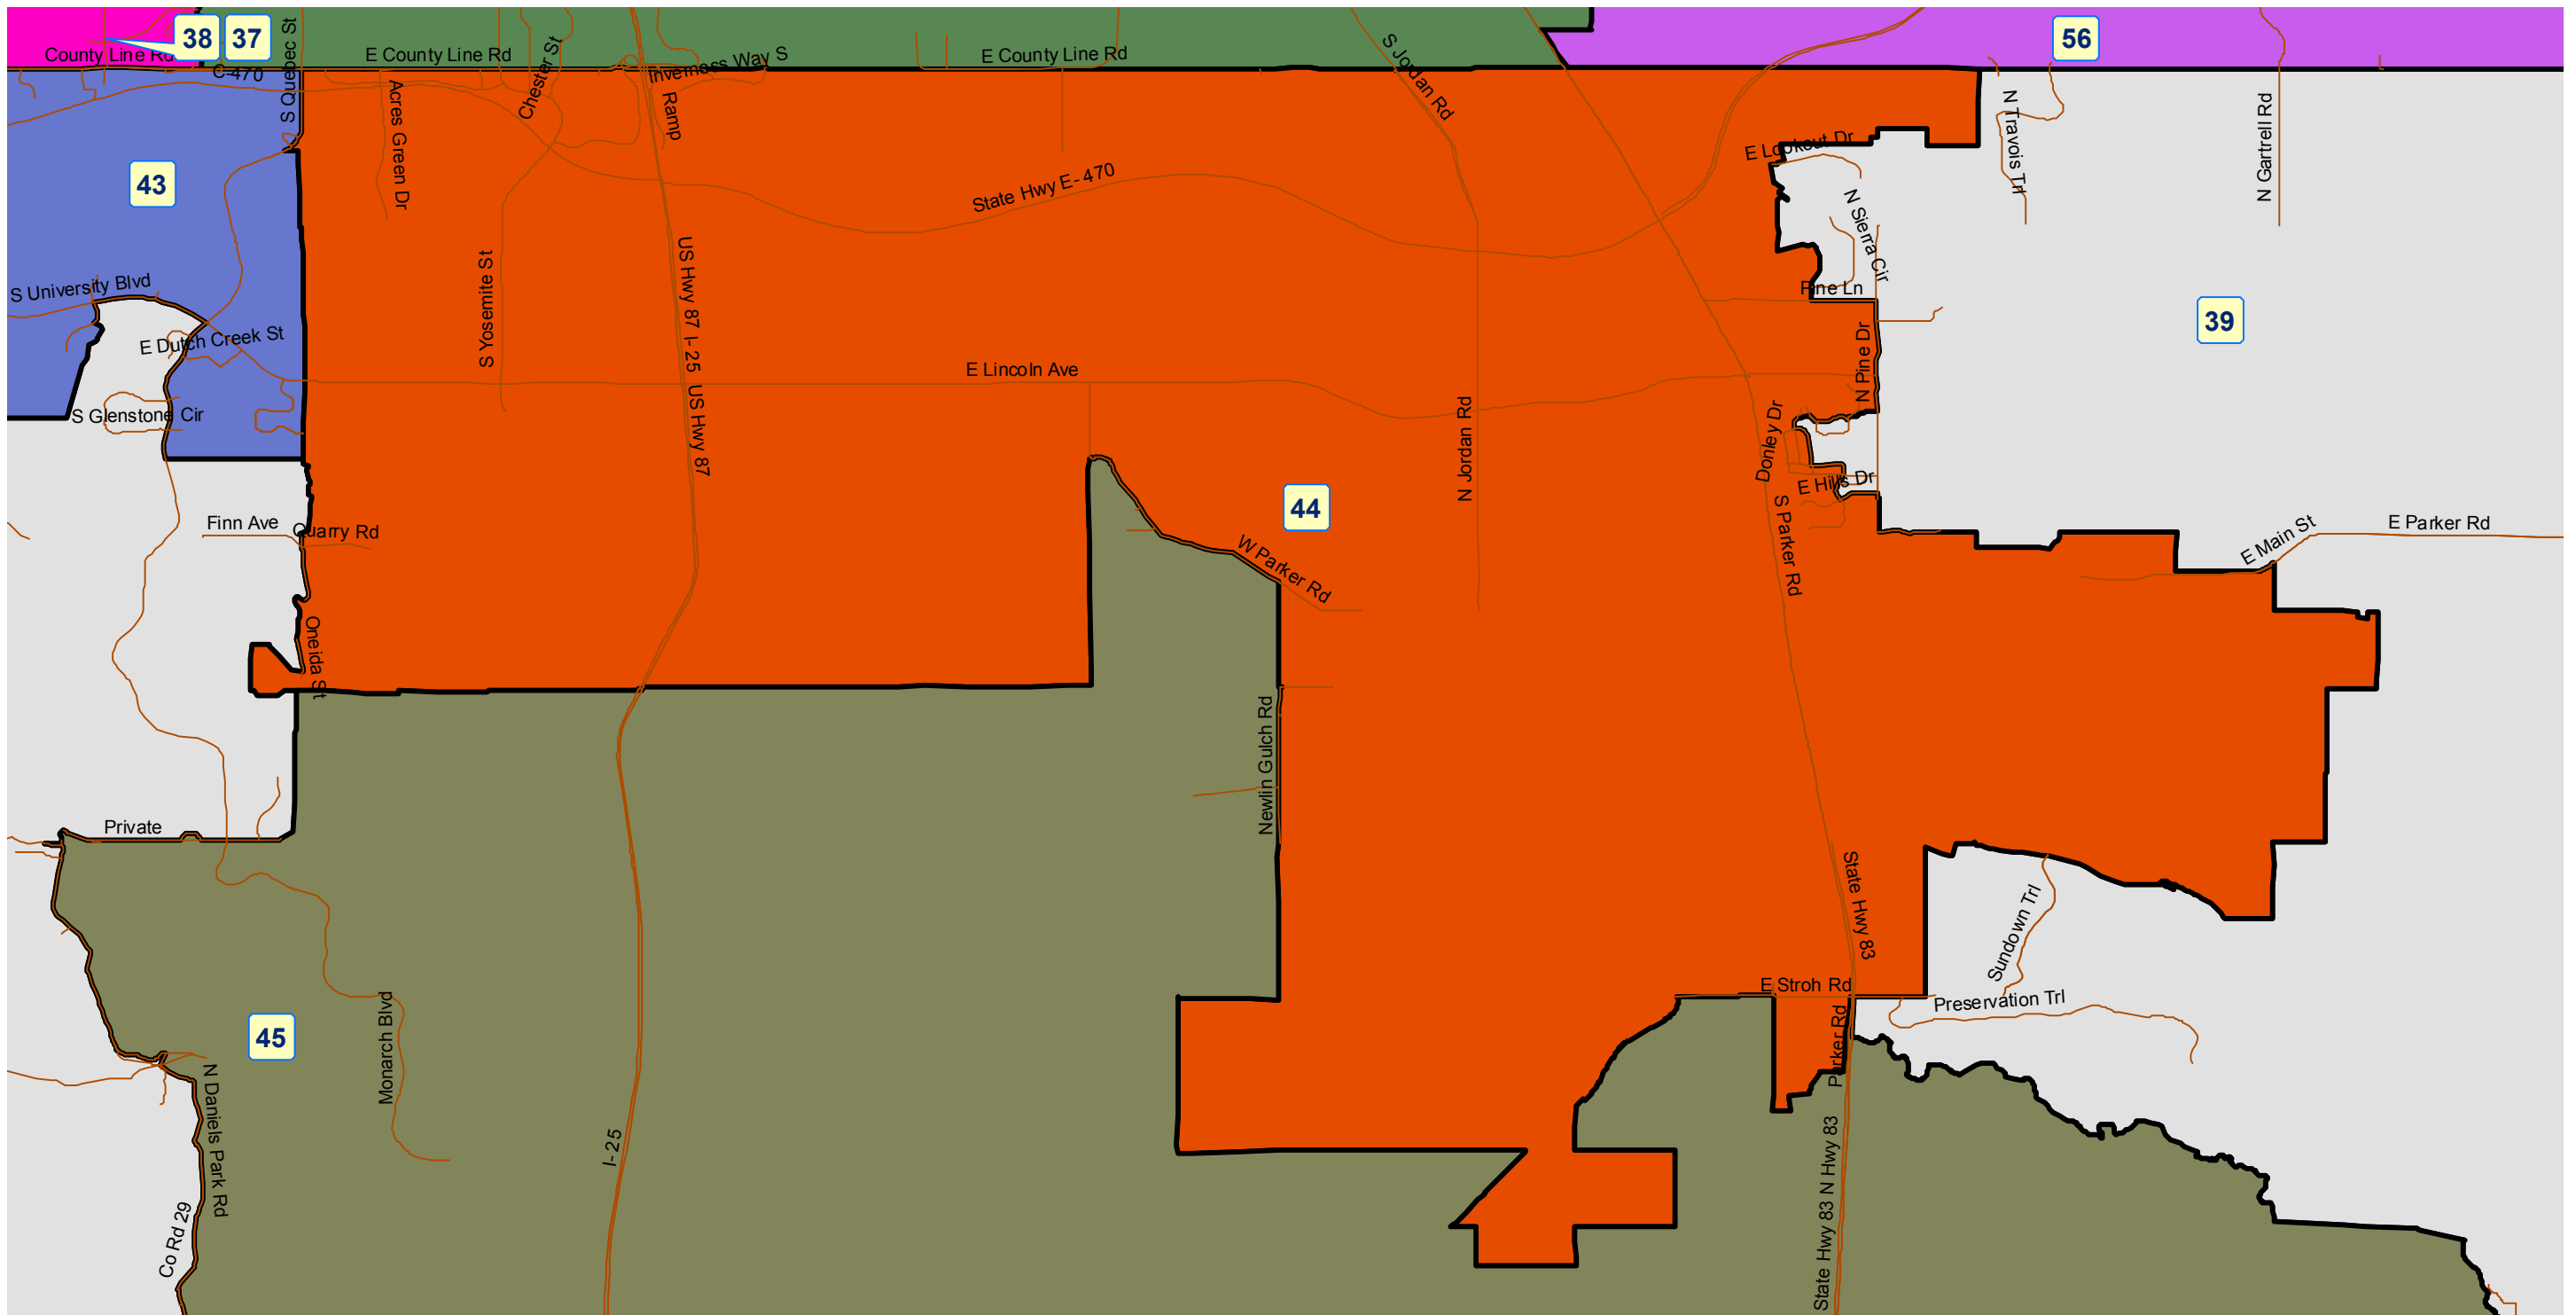 38
37
56
County Line Rd
C-470
S Quebec St
E County Line Rd
Chester St
Inverness Way S
E County Line Rd
S Jordan Rd
Acres Green Dr
Ramp
N Travois Trl
N Gartrell Rd
E Lookout Dr
43
State Hwy E-470
N Sierra Cir
S University Blvd
Pine Ln
E Dutch Creek St
S Yosemite St
US Hwy 87 I-25
US Hwy 87
E Lincoln Ave
N Pine Dr
39
S Glenstone Cir
N Jordan Rd
Donley Dr
E Hills Dr
44
Finn Ave
Quarry Rd
W Parker Rd
S Parker Rd
E Main St
E Parker Rd
Oneida St
Newlin Gulch Rd
Private
State Hwy 83
Sundown Trl
E Stroh Rd
Preservation Trl
Parker Rd
45
Monarch Blvd
N Daniels Park Rd
I-25
Co Rd 29
State Hwy 83 N Hwy 83